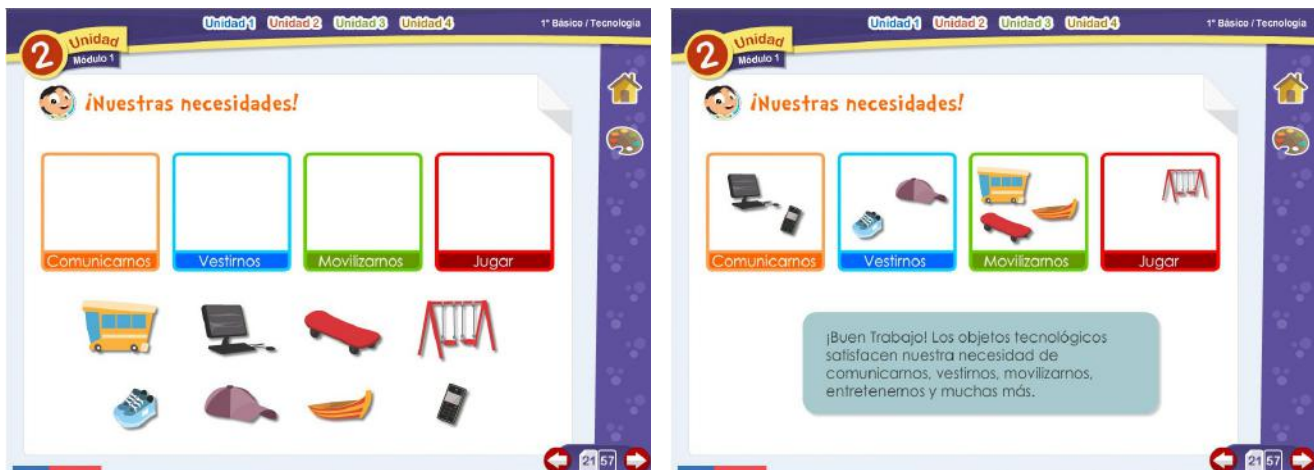 Unidad 1 Unidad 2 Unidad 3 Unidad 4
1° Básico / Tecnología
2 Unidad
Módulo 1
¡Nuestras necesidades!
Comunicarnos Vestirnos Movilizarnos Jugar
21 57
Unidad 1 Unidad 2 Unidad 3 Unidad 4
1° Básico / Tecnología
2 Unidad
Módulo 1
¡Nuestras necesidades!
Comunicarnos Vestirnos Movilizarnos Jugar
¡Buen Trabajo! Los objetos tecnológicos
satisfacen nuestra necesidad de
comunicarnos, vestirnos, movilizarnos,
entretenernos y muchas más.
21 57